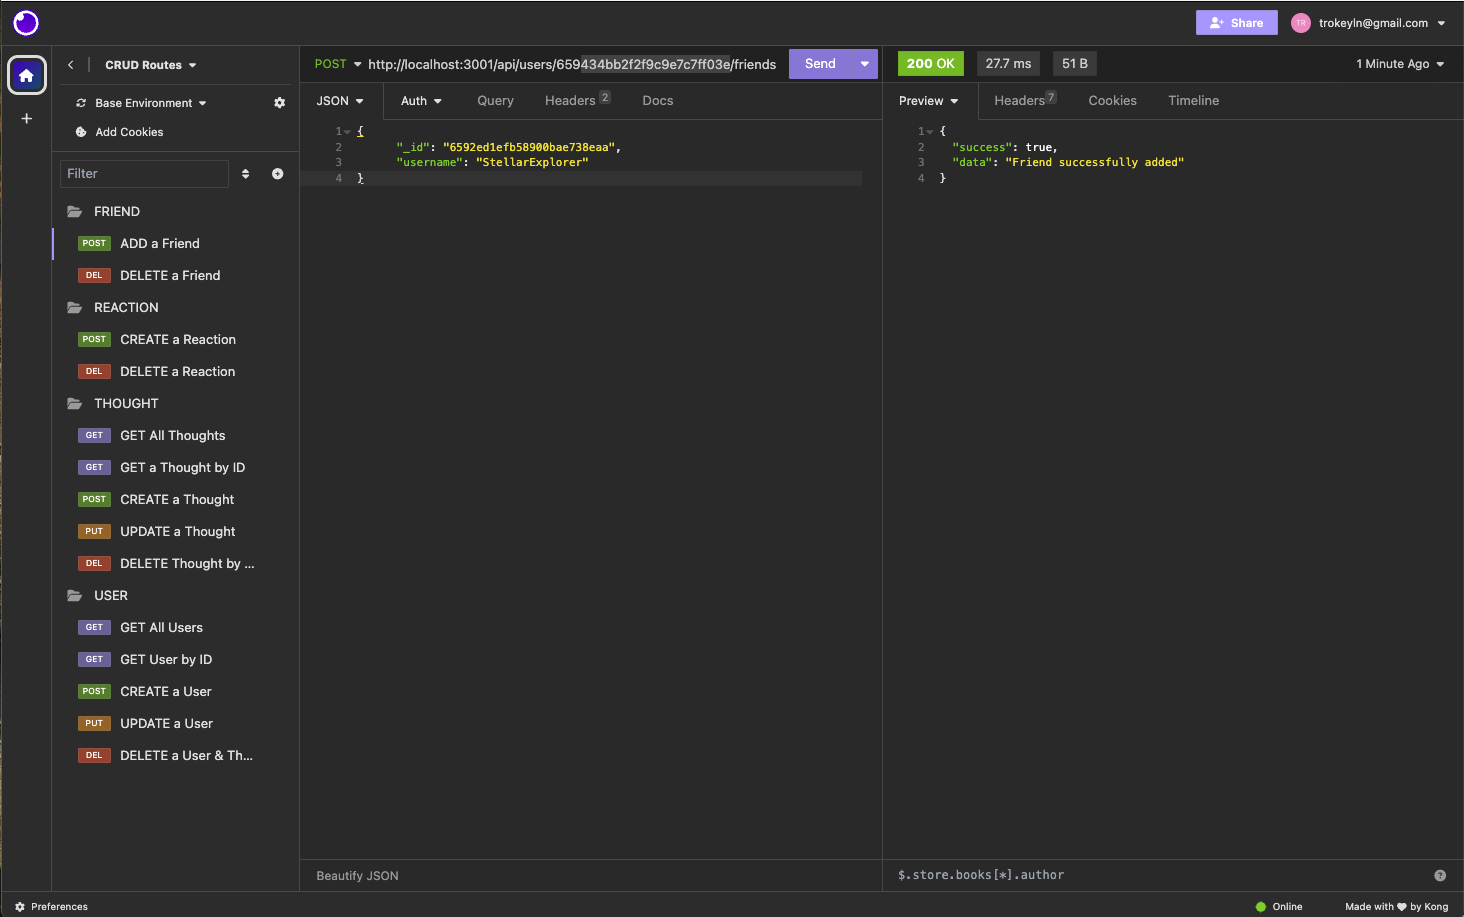 Share
TR
trokeyln@gmail.com
CRUD Routes
Base Environment
Add Cookies
Filter
FRIEND
POST ADD a Friend
DEL DELETE a Friend
REACTION
POST CREATE a Reaction
DEL DELETE a Reaction
THOUGHT
GET GET All Thoughts
GET GET a Thought by ID
POST CREATE a Thought
PUT UPDATE a Thought
DEL DELETE Thought by ...
USER
GET GET All Users
GET GET User by ID
POST CREATE a User
PUT UPDATE a User
DEL DELETE a User & Th...
POST http://localhost:3001/api/users/659434bb2f2f9c9e7c7ff03e/friends Send
JSON Auth Query Headers 2 Docs
1 {
2 "_id": "6592ed1efb58900bae738eaa",
3 "username": "StellarExplorer"
4 }
Beautify JSON
200 OK 27.7 ms 51 B 1 Minute Ago
Preview Headers 7 Cookies Timeline
1 {
2 "success": true,
3 "data": "Friend successfully added"
4 }
$.store.books[*].author
Preferences
Online
Made with ♥ by Kong